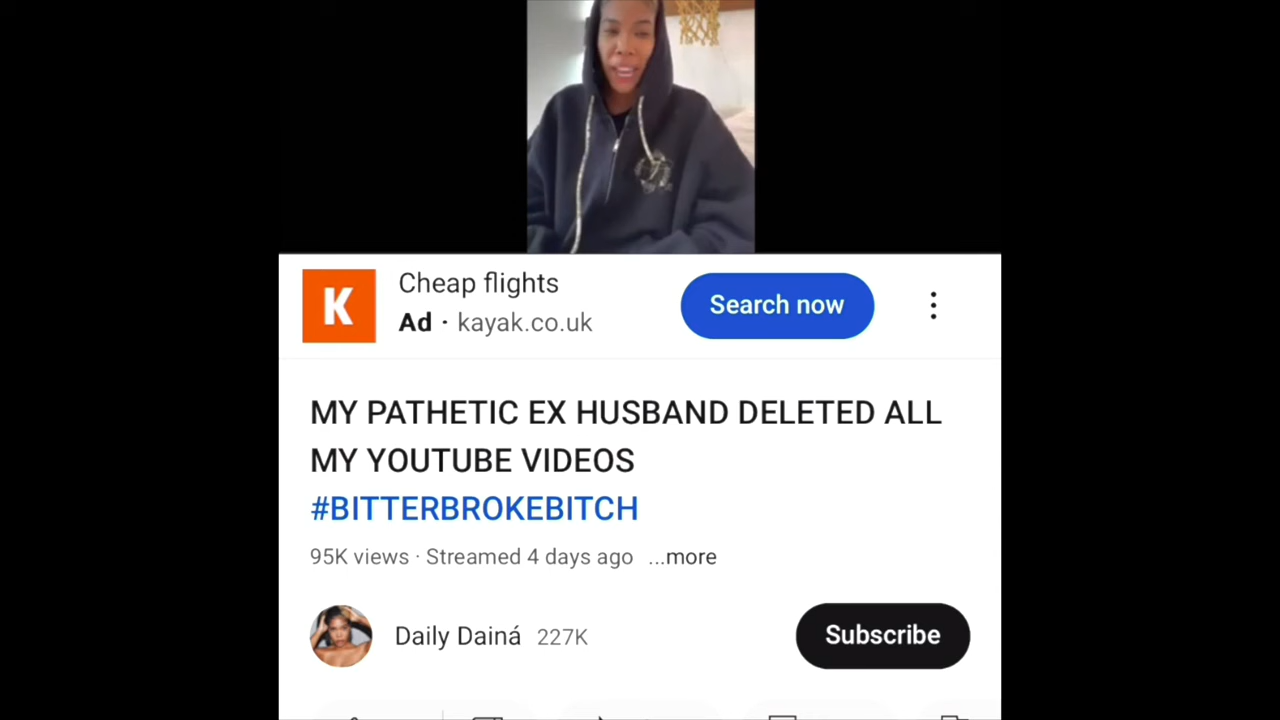 K
Cheap flights
Ad · kayak.co.uk
Search now
MY PATHETIC EX HUSBAND DELETED ALL
MY YOUTUBE VIDEOS
#BITTERBROKEBITCH
95K views · Streamed 4 days ago ...more
Daily Dainá 227K
Subscribe